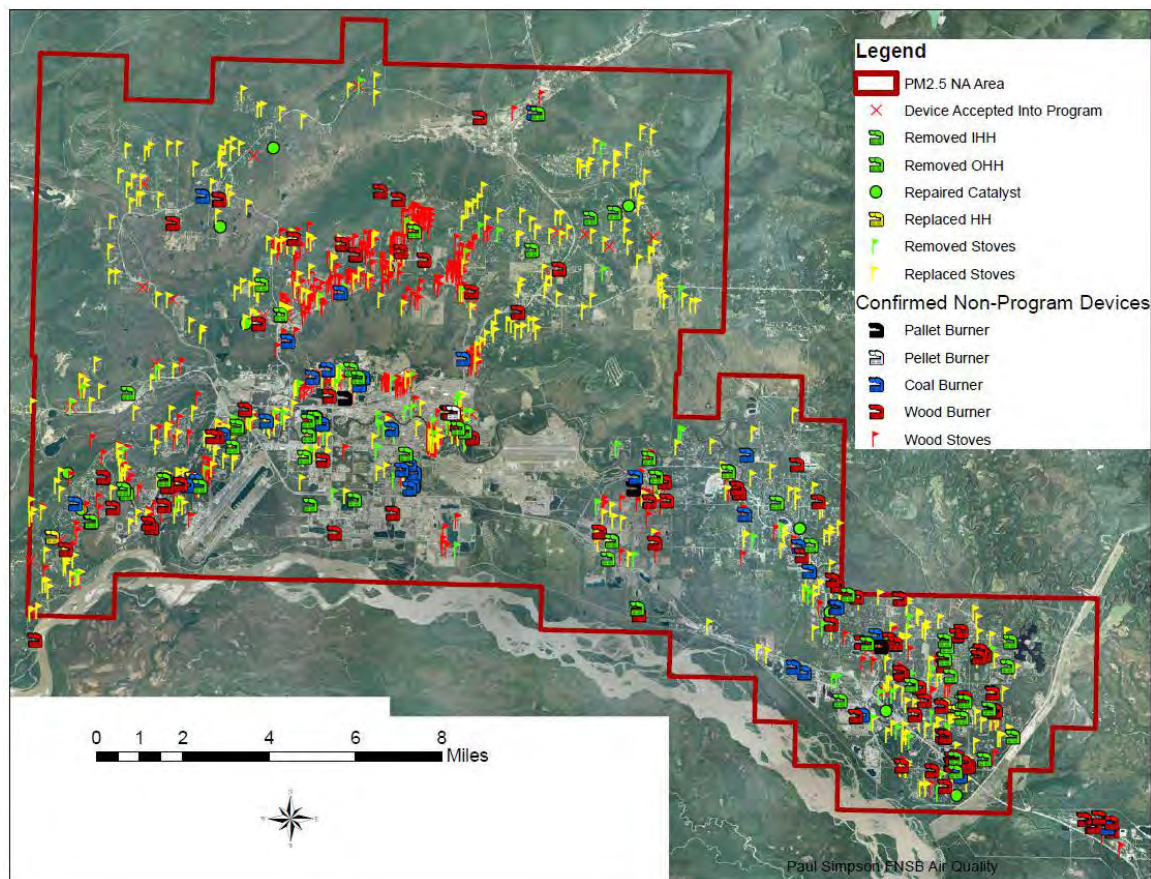 Legend
PM2.5 NA Area
Device Accepted Into Program
Removed IHH
Removed OHH
Repaired Catalyst
Replaced HH
Removed Stoves
Replaced Stoves
Confirmed Non-Program Devices
Pallet Burner
Pellet Burner
Coal Burner
Wood Burner
Wood Stoves
0 1 2 4 6 8
Miles
Paul Simpson FNSB Air Quality